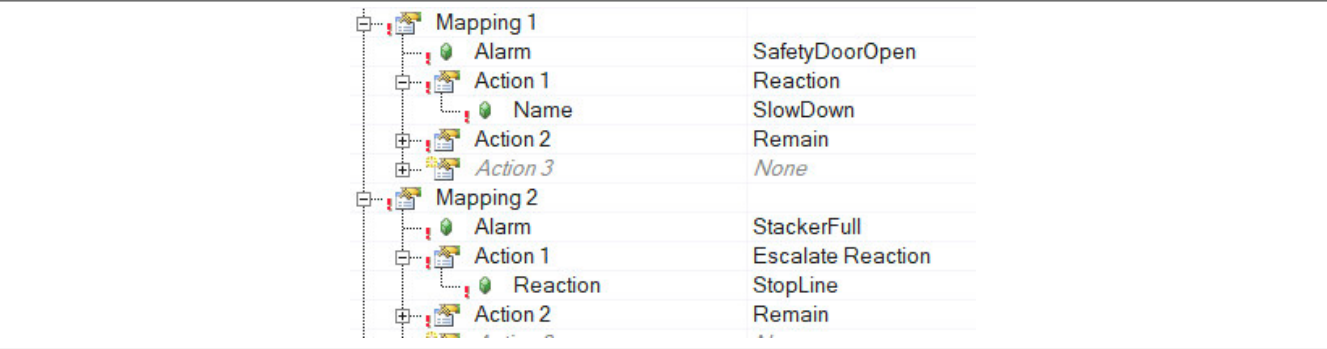 Mapping 1
Alarm SafetyDoorOpen
Action 1 Reaction
Name SlowDown
Action 2 Remain
Action 3 None
Mapping 2
Alarm StackerFull
Action 1 Escalate Reaction
Reaction StopLine
Action 2 Remain